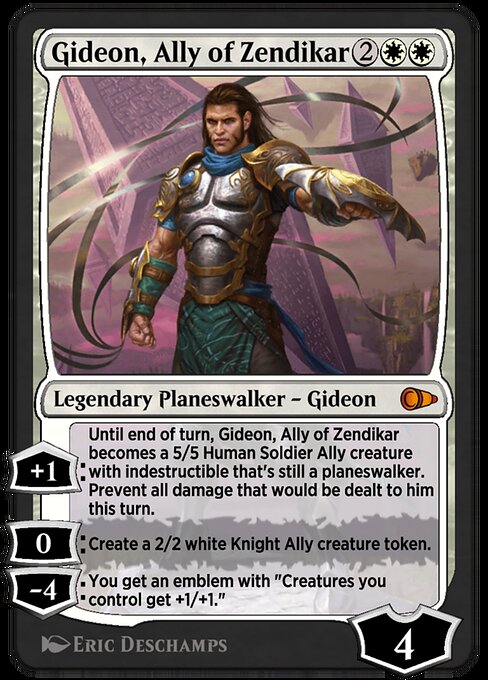 Gideon, Ally of Zendikar 2
Legendary Planeswalker – Gideon
+1
Until end of turn, Gideon, Ally of Zendikar
becomes a 5/5 Human Soldier Ally creature
with indestructible that's still a planeswalker.
Prevent all damage that would be dealt to him
this turn.
0
: Create a 2/2 white Knight Ally creature token.
-4
You get an emblem with "Creatures you
: control get +1/+1."
Eric Deschamps
4